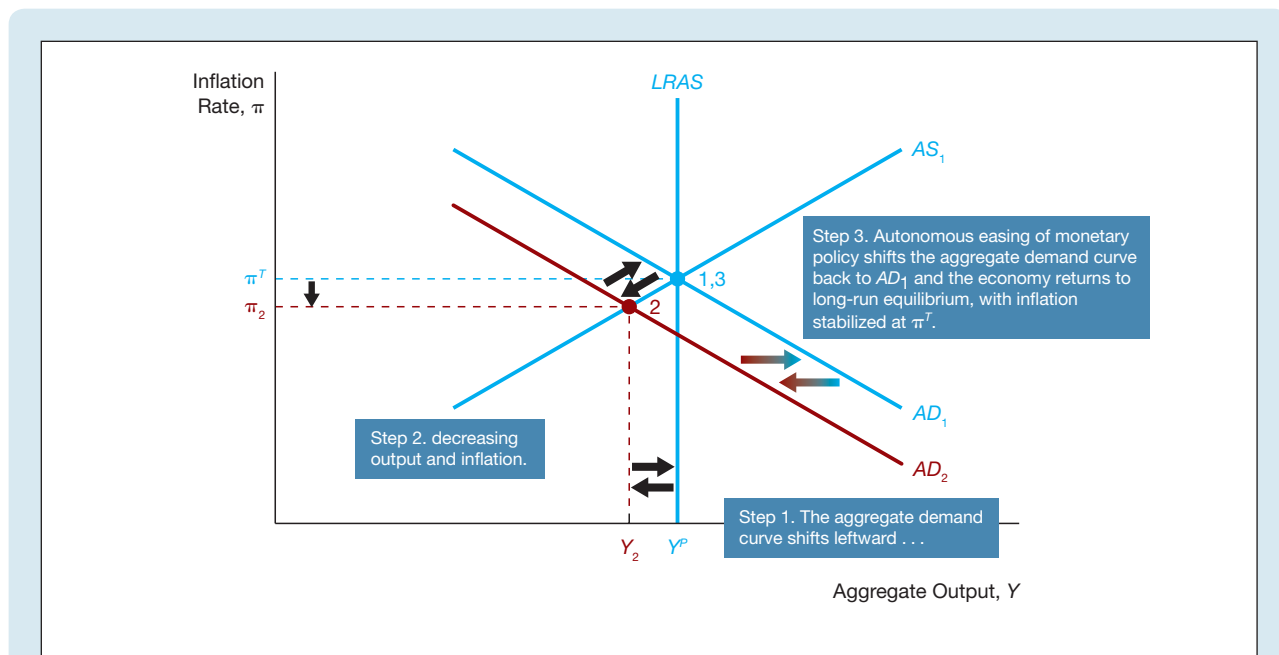 Inflation
Rate, π
LRAS
AS₁
Step 3. Autonomous easing of monetary
policy shifts the aggregate demand curve
back to AD₁ and the economy returns to
long-run equilibrium, with inflation
stabilized at πᵀ.
πᵀ
1,3
π₂
2
AD₁
Step 2. decreasing
output and inflation.
AD₂
Step 1. The aggregate demand
curve shifts leftward . . .
Y₂
Yᴾ
Aggregate Output, Y